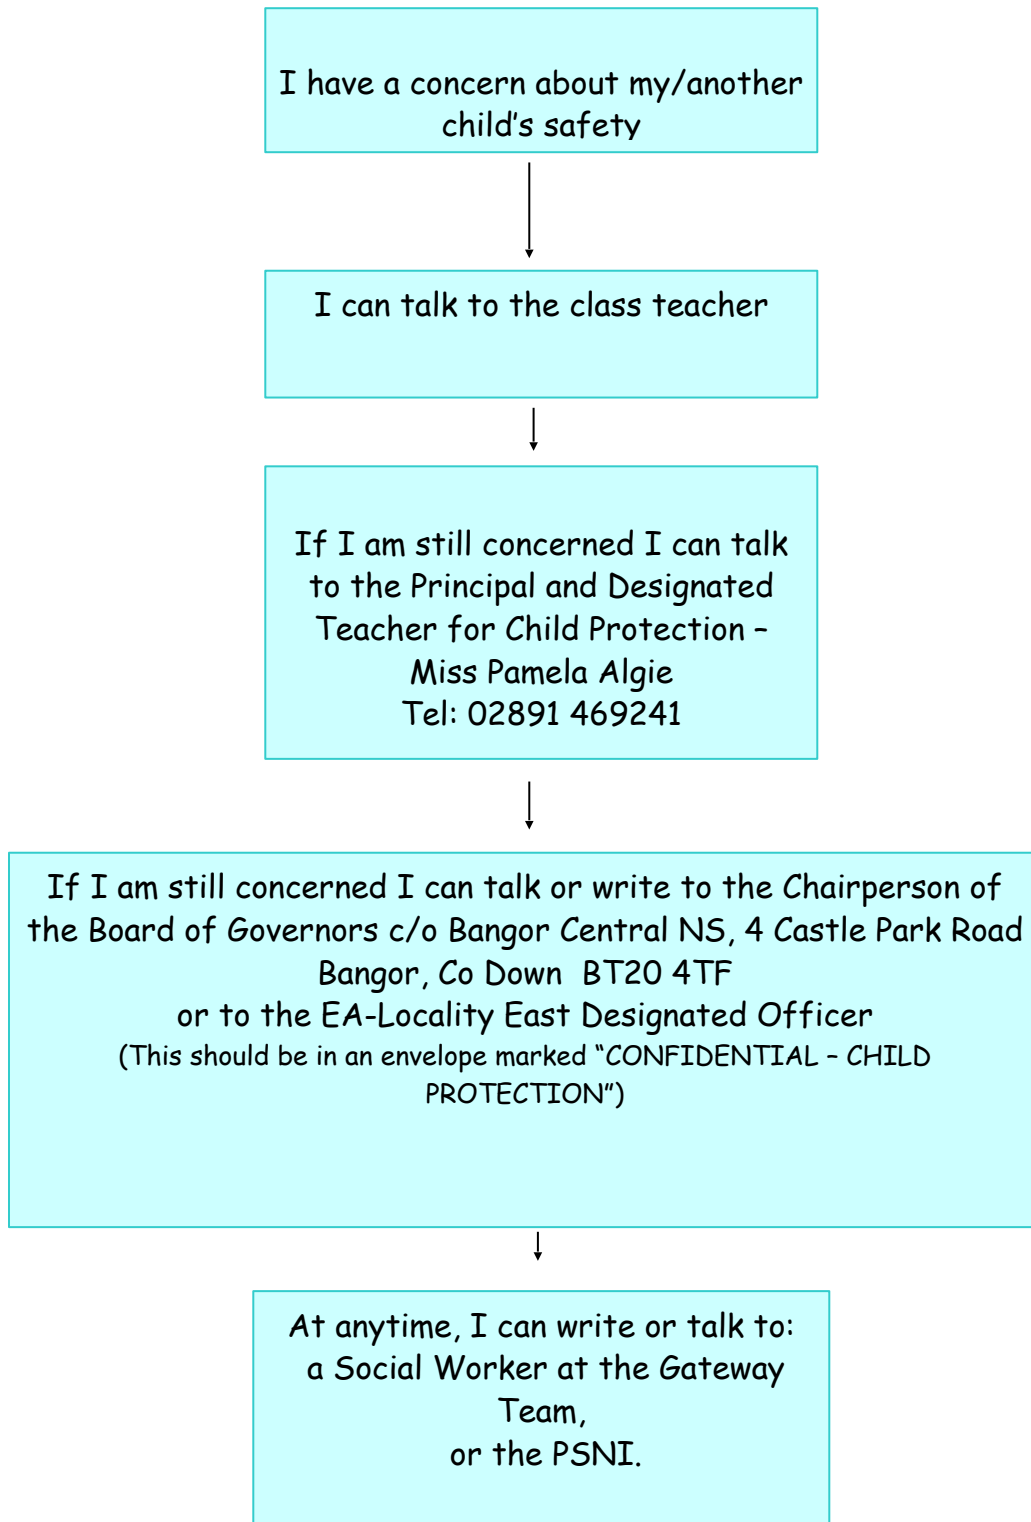 I have a concern about my/another
child's safety
I can talk to the class teacher
If I am still concerned I can talk
to the Principal and Designated
Teacher for Child Protection –
Miss Pamela Algie
Tel: 02891 469241
If I am still concerned I can talk or write to the Chairperson of
the Board of Governors c/o Bangor Central NS, 4 Castle Park Road
Bangor, Co Down  BT20 4TF
or to the EA-Locality East Designated Officer
(This should be in an envelope marked “CONFIDENTIAL – CHILD
PROTECTION”)
At anytime, I can write or talk to:
a Social Worker at the Gateway
Team,
or the PSNI.